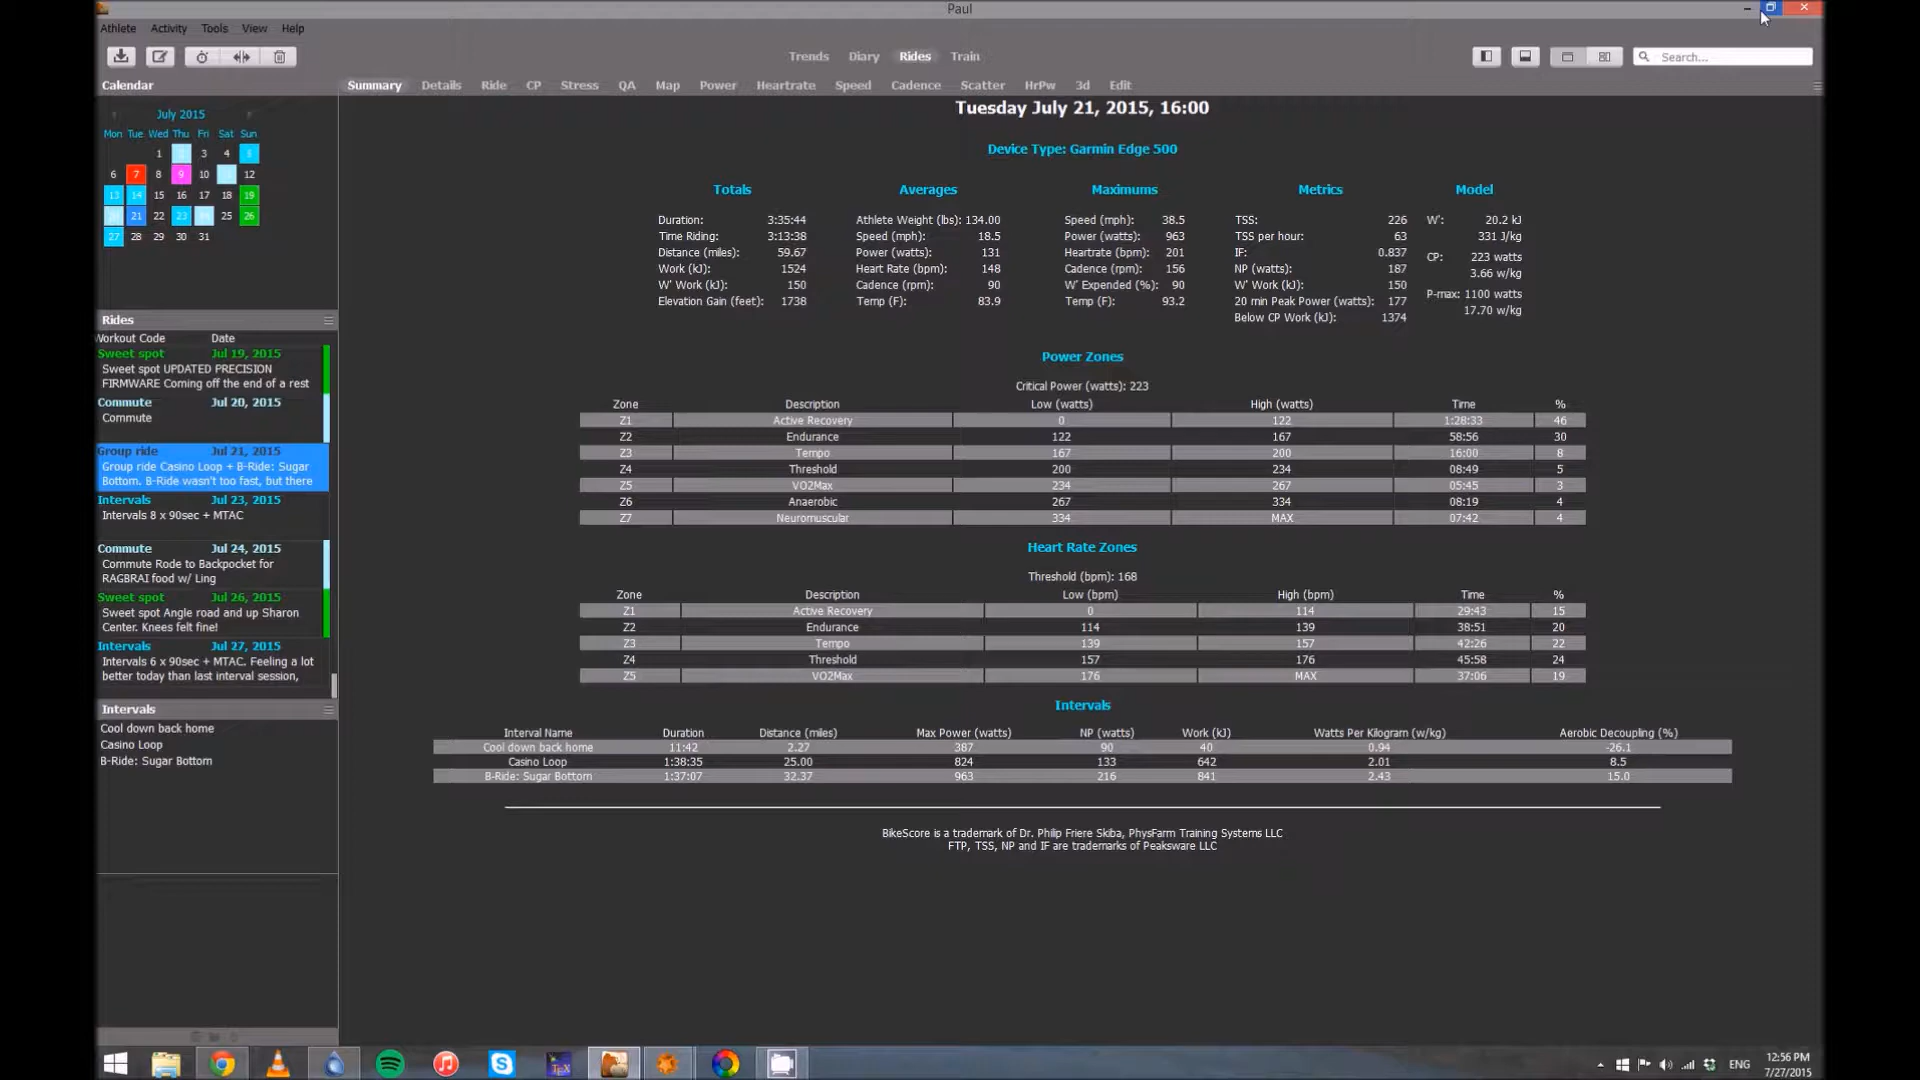 Paul
Athlete Activity Tools View Help
Trends Diary Rides Train
Search...
Calendar
Summary Details Ride CP Stress QA Map Power Heartrate Speed Cadence Scatter HrPw 3d Edit
July 2015
Mon Tue Wed Thu Fri Sat Sun
1 3 4 5
6 7 8 9 10 12
13 14 15 16 17 18 19
21 22 23 25 26
27 28 29 30 31
Rides
Workout Code Date
Sweet spot Jul 19, 2015
Sweet spot UPDATED PRECISION
FIRMWARE Coming off the end of a rest
Commute Jul 20, 2015
Commute
Group ride Jul 21, 2015
Group ride Casino Loop + B-Ride: Sugar
Bottom. B-Ride wasn't too fast, but there
Intervals Jul 23, 2015
Intervals 8 x 90sec + MTAC
Commute Jul 24, 2015
Commute Rode to Backpocket for
RAGBRAI food w/ Ling
Sweet spot Jul 26, 2015
Sweet spot Angle road and up Sharon
Center. Knees felt fine!
Intervals Jul 27, 2015
Intervals 6 x 90sec + MTAC. Feeling a lot
better today than last interval session,
Intervals
Cool down back home
Casino Loop
B-Ride: Sugar Bottom
Tuesday July 21, 2015, 16:00
Device Type: Garmin Edge 500
Totals
Duration: 3:35:44
Time Riding: 3:13:38
Distance (miles): 59.67
Work (kJ): 1524
W' Work (kJ): 150
Elevation Gain (feet): 1738
Averages
Athlete Weight (lbs): 134.00
Speed (mph): 18.5
Power (watts): 131
Heart Rate (bpm): 148
Cadence (rpm): 90
Temp (F): 83.9
Maximums
Speed (mph): 38.5
Power (watts): 963
Heartrate (bpm): 201
Cadence (rpm): 156
W' Expended (%): 90
Temp (F): 93.2
Metrics
TSS: 226
TSS per hour: 63
IF: 0.837
NP (watts): 187
W' Work (kJ): 150
20 min Peak Power (watts): 177
Below CP Work (kJ): 1374
Model
W': 20.2 kJ
331 J/kg
CP: 223 watts
3.66 w/kg
P-max: 1100 watts
17.70 w/kg
Power Zones
Critical Power (watts): 223
Zone Description Low (watts) High (watts) Time %
Z1 Active Recovery 0 122 1:28:33 46
Z2 Endurance 122 167 58:56 30
Z3 Tempo 167 200 16:00 8
Z4 Threshold 200 234 08:49 5
Z5 VO2Max 234 267 05:45 3
Z6 Anaerobic 267 334 08:19 4
Z7 Neuromuscular 334 MAX 07:42 4
Heart Rate Zones
Threshold (bpm): 168
Zone Description Low (bpm) High (bpm) Time %
Z1 Active Recovery 0 114 29:43 15
Z2 Endurance 114 139 38:51 20
Z3 Tempo 139 157 42:26 22
Z4 Threshold 157 176 45:58 24
Z5 VO2Max 176 MAX 37:06 19
Intervals
Interval Name Duration Distance (miles) Max Power (watts) NP (watts) Work (kJ) Watts Per Kilogram (w/kg) Aerobic Decoupling (%)
Cool down back home 11:42 2.27 387 90 40 0.94 -26.1
Casino Loop 1:38:35 25.00 824 133 642 2.01 8.5
B-Ride: Sugar Bottom 1:37:07 32.37 963 216 841 2.43 15.0
BikeScore is a trademark of Dr. Philip Friere Skiba, PhysFarm Training Systems LLC
FTP, TSS, NP and IF are trademarks of Peaksware LLC
TEX
ENG
12:56 PM
7/27/2015